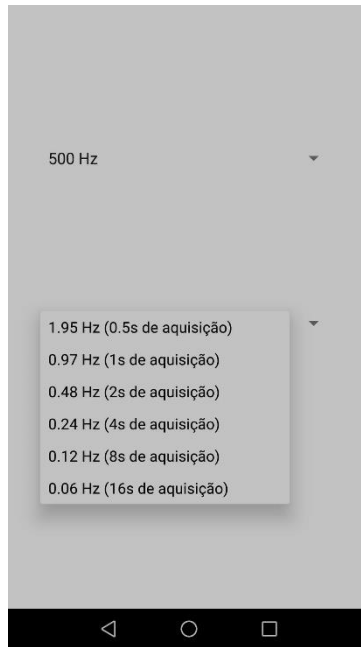 500 Hz
1.95 Hz (0.5s de aquisição)
0.97 Hz (1s de aquisição)
0.48 Hz (2s de aquisição)
0.24 Hz (4s de aquisição)
0.12 Hz (8s de aquisição)
0.06 Hz (16s de aquisição)